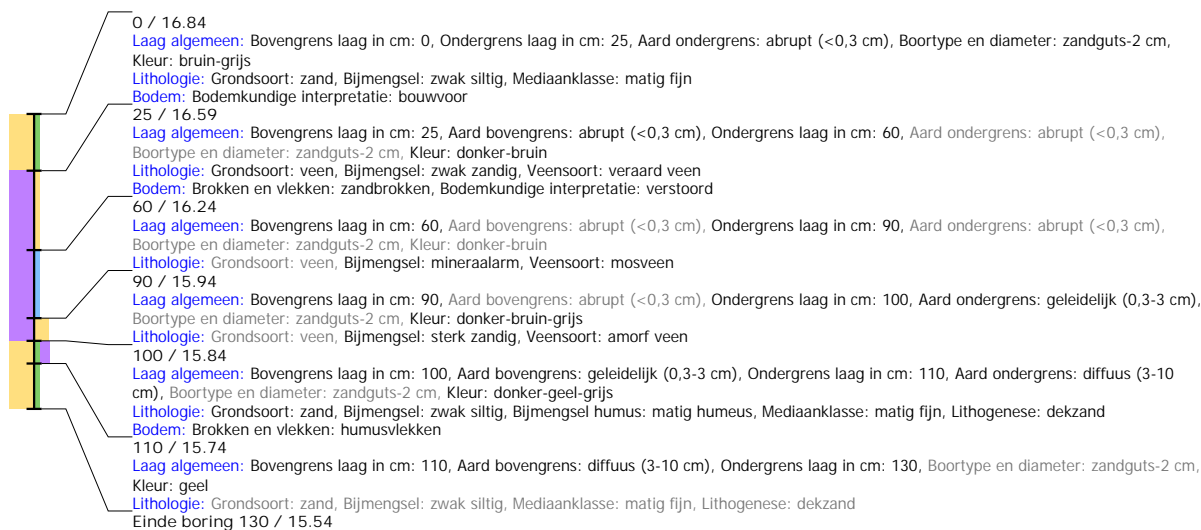 0 / 16.84
Laag algemeen: Bovengrens laag in cm: 0, Ondergrens laag in cm: 25, Aard ondergrens: abrupt (<0,3 cm), Boortype en diameter: zandguts-2 cm,
Kleur: bruin-grijs
Lithologie: Grondsoort: zand, Bijmengsel: zwak siltig, Mediaanklasse: matig fijn
Bodem: Bodemkundige interpretatie: bouwvoor
25 / 16.59
Laag algemeen: Bovengrens laag in cm: 25, Aard bovengrens: abrupt (<0,3 cm), Ondergrens laag in cm: 60, Aard ondergrens: abrupt (<0,3 cm),
Boortype en diameter: zandguts-2 cm, Kleur: donker-bruin
Lithologie: Grondsoort: veen, Bijmengsel: zwak zandig, Veensoort: veraard veen
Bodem: Brokken en vlekken: zandbrokken, Bodemkundige interpretatie: verstoord
60 / 16.24
Laag algemeen: Bovengrens laag in cm: 60, Aard bovengrens: abrupt (<0,3 cm), Ondergrens laag in cm: 90, Aard ondergrens: abrupt (<0,3 cm),
Boortype en diameter: zandguts-2 cm, Kleur: donker-bruin
Lithologie: Grondsoort: veen, Bijmengsel: mineraalarm, Veensoort: mosveen
90 / 15.94
Laag algemeen: Bovengrens laag in cm: 90, Aard bovengrens: abrupt (<0,3 cm), Ondergrens laag in cm: 100, Aard ondergrens: geleidelijk (0,3-3 cm),
Boortype en diameter: zandguts-2 cm, Kleur: donker-bruin-grijs
Lithologie: Grondsoort: veen, Bijmengsel: sterk zandig, Veensoort: amorf veen
100 / 15.84
Laag algemeen: Bovengrens laag in cm: 100, Aard bovengrens: geleidelijk (0,3-3 cm), Ondergrens laag in cm: 110, Aard ondergrens: diffuus (3-10
cm), Boortype en diameter: zandguts-2 cm, Kleur: donker-geel-grijs
Lithologie: Grondsoort: zand, Bijmengsel: zwak siltig, Bijmengsel humus: matig humeus, Mediaanklasse: matig fijn, Lithogenese: dekzand
Bodem: Brokken en vlekken: humusvlekken
110 / 15.74
Laag algemeen: Bovengrens laag in cm: 110, Aard bovengrens: diffuus (3-10 cm), Ondergrens laag in cm: 130, Boortype en diameter: zandguts-2 cm,
Kleur: geel
Lithologie: Grondsoort: zand, Bijmengsel: zwak siltig, Mediaanklasse: matig fijn, Lithogenese: dekzand
Einde boring 130 / 15.54